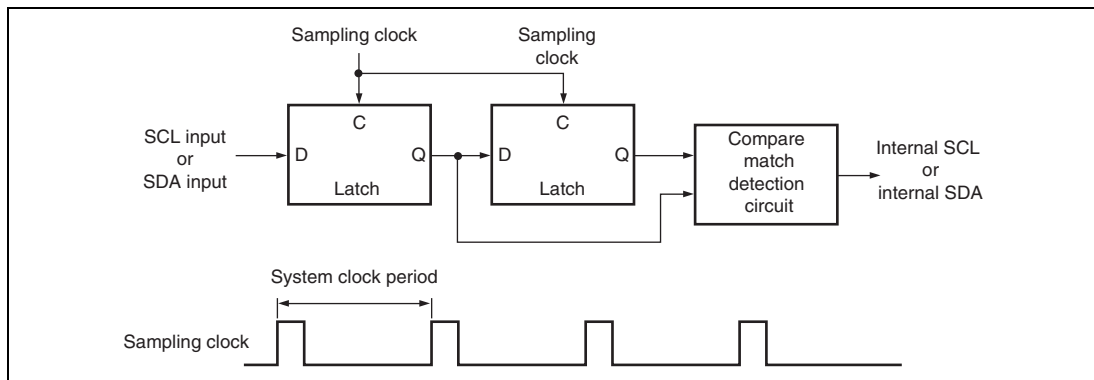 Sampling clock
Sampling
clock
C
C
SCL input
or
SDA input
D
Q
D
Q
Latch
Latch
Compare
match
detection
circuit
Internal SCL
or
internal SDA
System clock period
Sampling clock